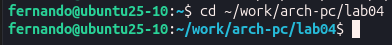 fernando@ubuntu25-10:~$ cd ~/work/arch-pc/lab04
fernando@ubuntu25-10:~/work/arch-pc/lab04$